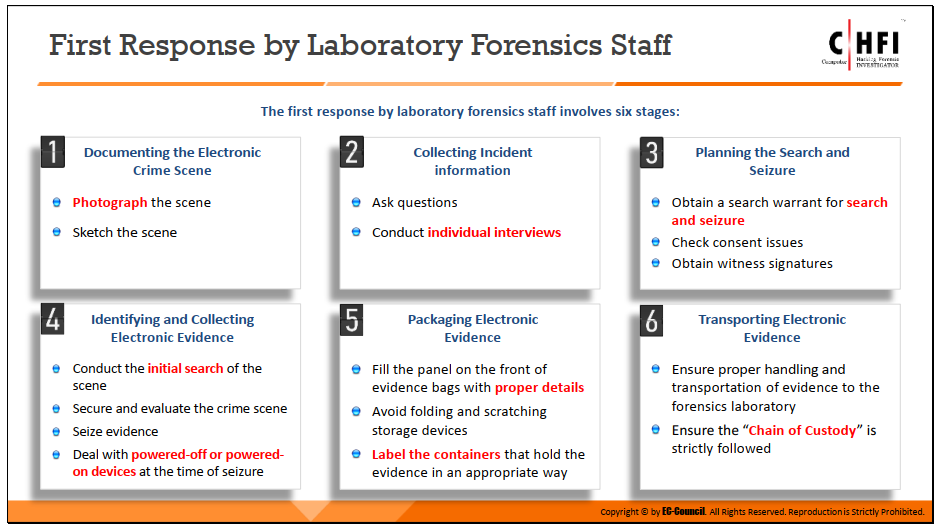 First Response by Laboratory Forensics Staff
C HFI
Computer
Hacking Forensic
INVESTIGATOR
The first response by laboratory forensics staff involves six stages:
1
Documenting the Electronic
Crime Scene
Photograph the scene
Sketch the scene
2
Collecting Incident
information
Ask questions
Conduct individual interviews
3
Planning the Search and
Seizure
Obtain a search warrant for search
and seizure
Check consent issues
Obtain witness signatures
4
Identifying and Collecting
Electronic Evidence
Conduct the initial search of the
scene
Secure and evaluate the crime scene
Seize evidence
Deal with powered-off or powered-
on devices at the time of seizure
5
Packaging Electronic
Evidence
Fill the panel on the front of
evidence bags with proper details
Avoid folding and scratching
storage devices
Label the containers that hold the
evidence in an appropriate way
6
Transporting Electronic
Evidence
Ensure proper handling and
transportation of evidence to the
forensics laboratory
Ensure the “Chain of Custody” is
strictly followed
Copyright © by EC-Council. All Rights Reserved. Reproduction is Strictly Prohibited.